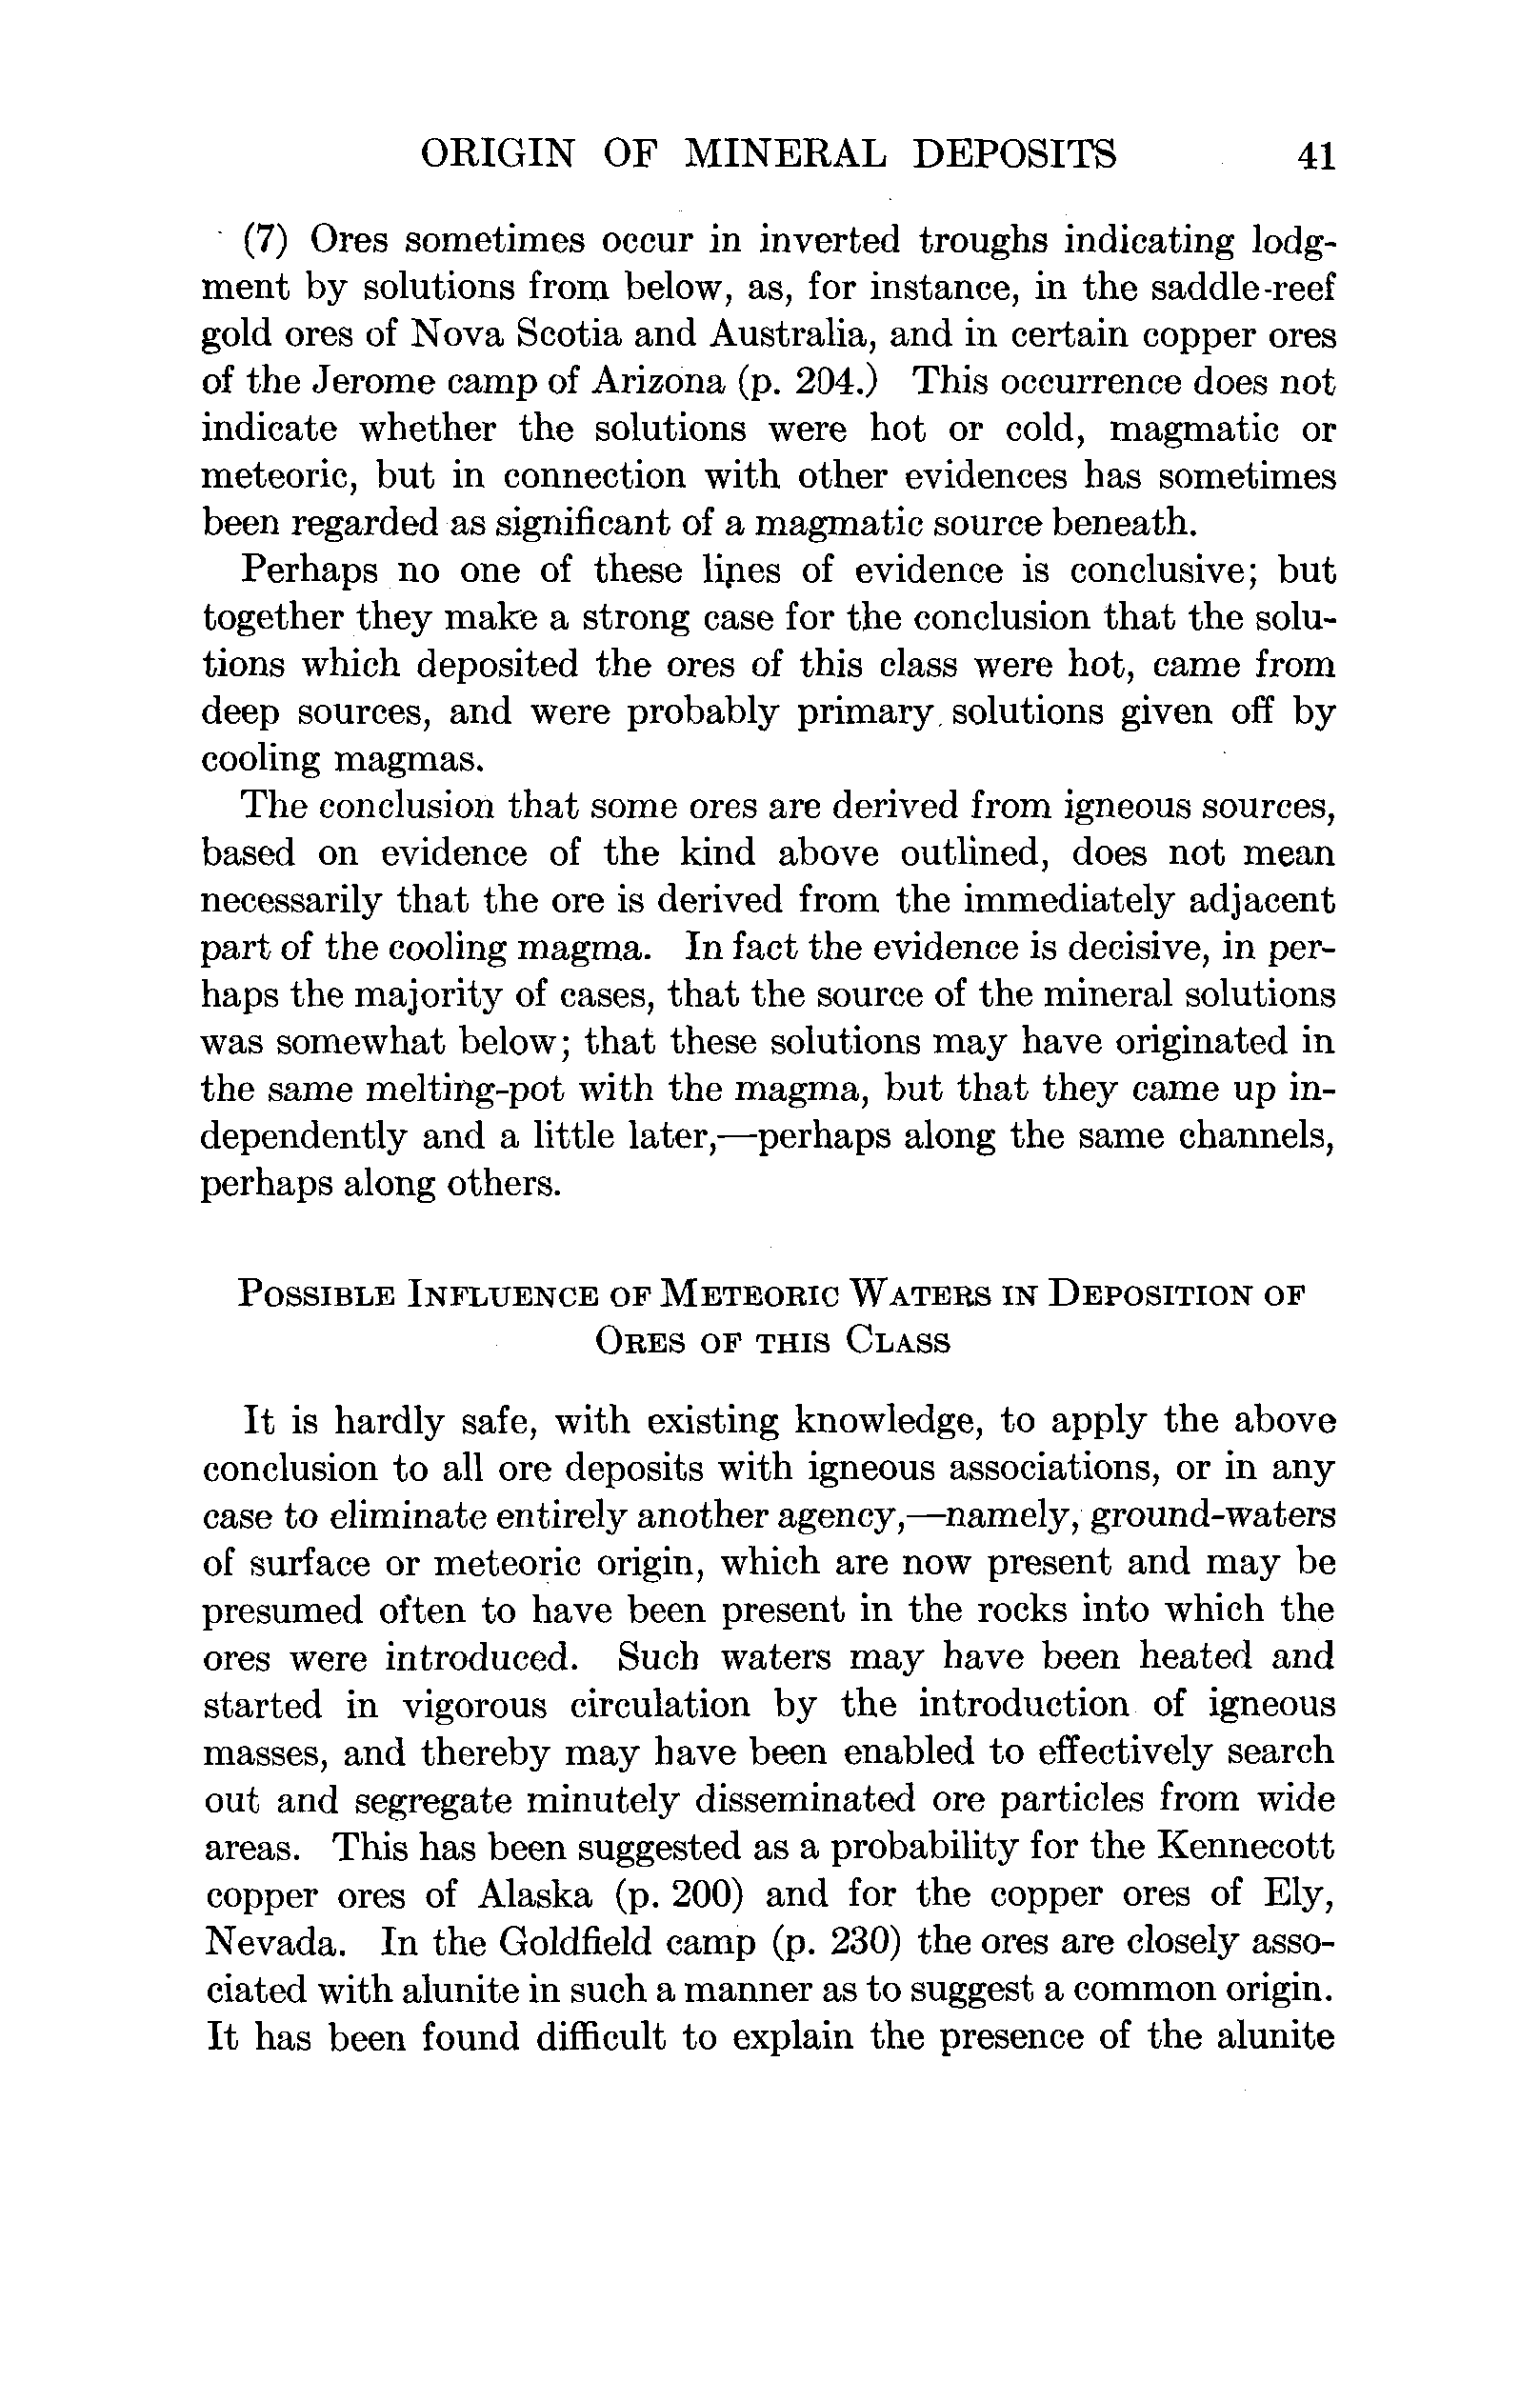 ORIGIN OF MINERAL DEPOSITS 41
(7) Ores sometimes occur in inverted troughs indicating lodg-
ment by solutions from below, as, for instance, in the saddle-reef
gold ores of Nova Scotia and Australia, and in certain copper ores
of the Jerome camp of Arizona (p. 204.) This occurrence does not
indicate whether the solutions were hot or cold, magmatic or
meteoric, but in connection with other evidences has sometimes
been regarded as significant of a magmatic source beneath.
Perhaps no one of these lines of evidence is conclusive; but
together they make a strong case for the conclusion that the solu-
tions which deposited the ores of this class were hot, came from
deep sources, and were probably primary solutions given off by
cooling magmas.
The conclusion that some ores are derived from igneous sources,
based on evidence of the kind above outlined, does not mean
necessarily that the ore is derived from the immediately adjacent
part of the cooling magma. In fact the evidence is decisive, in per-
haps the majority of cases, that the source of the mineral solutions
was somewhat below; that these solutions may have originated in
the same melting-pot with the magma, but that they came up in-
dependently and a little later,—perhaps along the same channels,
perhaps along others.
POSSIBLE INFLUENCE OF METEORIC WATERS IN DEPOSITION OF
ORES OF THIS CLASS
It is hardly safe, with existing knowledge, to apply the above
conclusion to all ore deposits with igneous associations, or in any
case to eliminate entirely another agency,—namely, ground-waters
of surface or meteoric origin, which are now present and may be
presumed often to have been present in the rocks into which the
ores were introduced. Such waters may have been heated and
started in vigorous circulation by the introduction of igneous
masses, and thereby may have been enabled to effectively search
out and segregate minutely disseminated ore particles from wide
areas. This has been suggested as a probability for the Kennecott
copper ores of Alaska (p. 200) and for the copper ores of Ely,
Nevada. In the Goldfield camp (p. 230) the ores are closely asso-
ciated with alunite in such a manner as to suggest a common origin.
It has been found difficult to explain the presence of the alunite